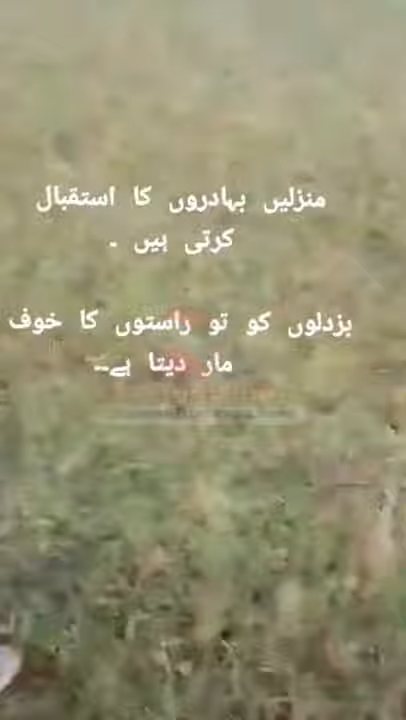 منزلیں بہادروں کا استقبال
کرتی ہیں ۔
بزدلوں کو تو راستوں کا خوف
مار دیتا ہے۔۔